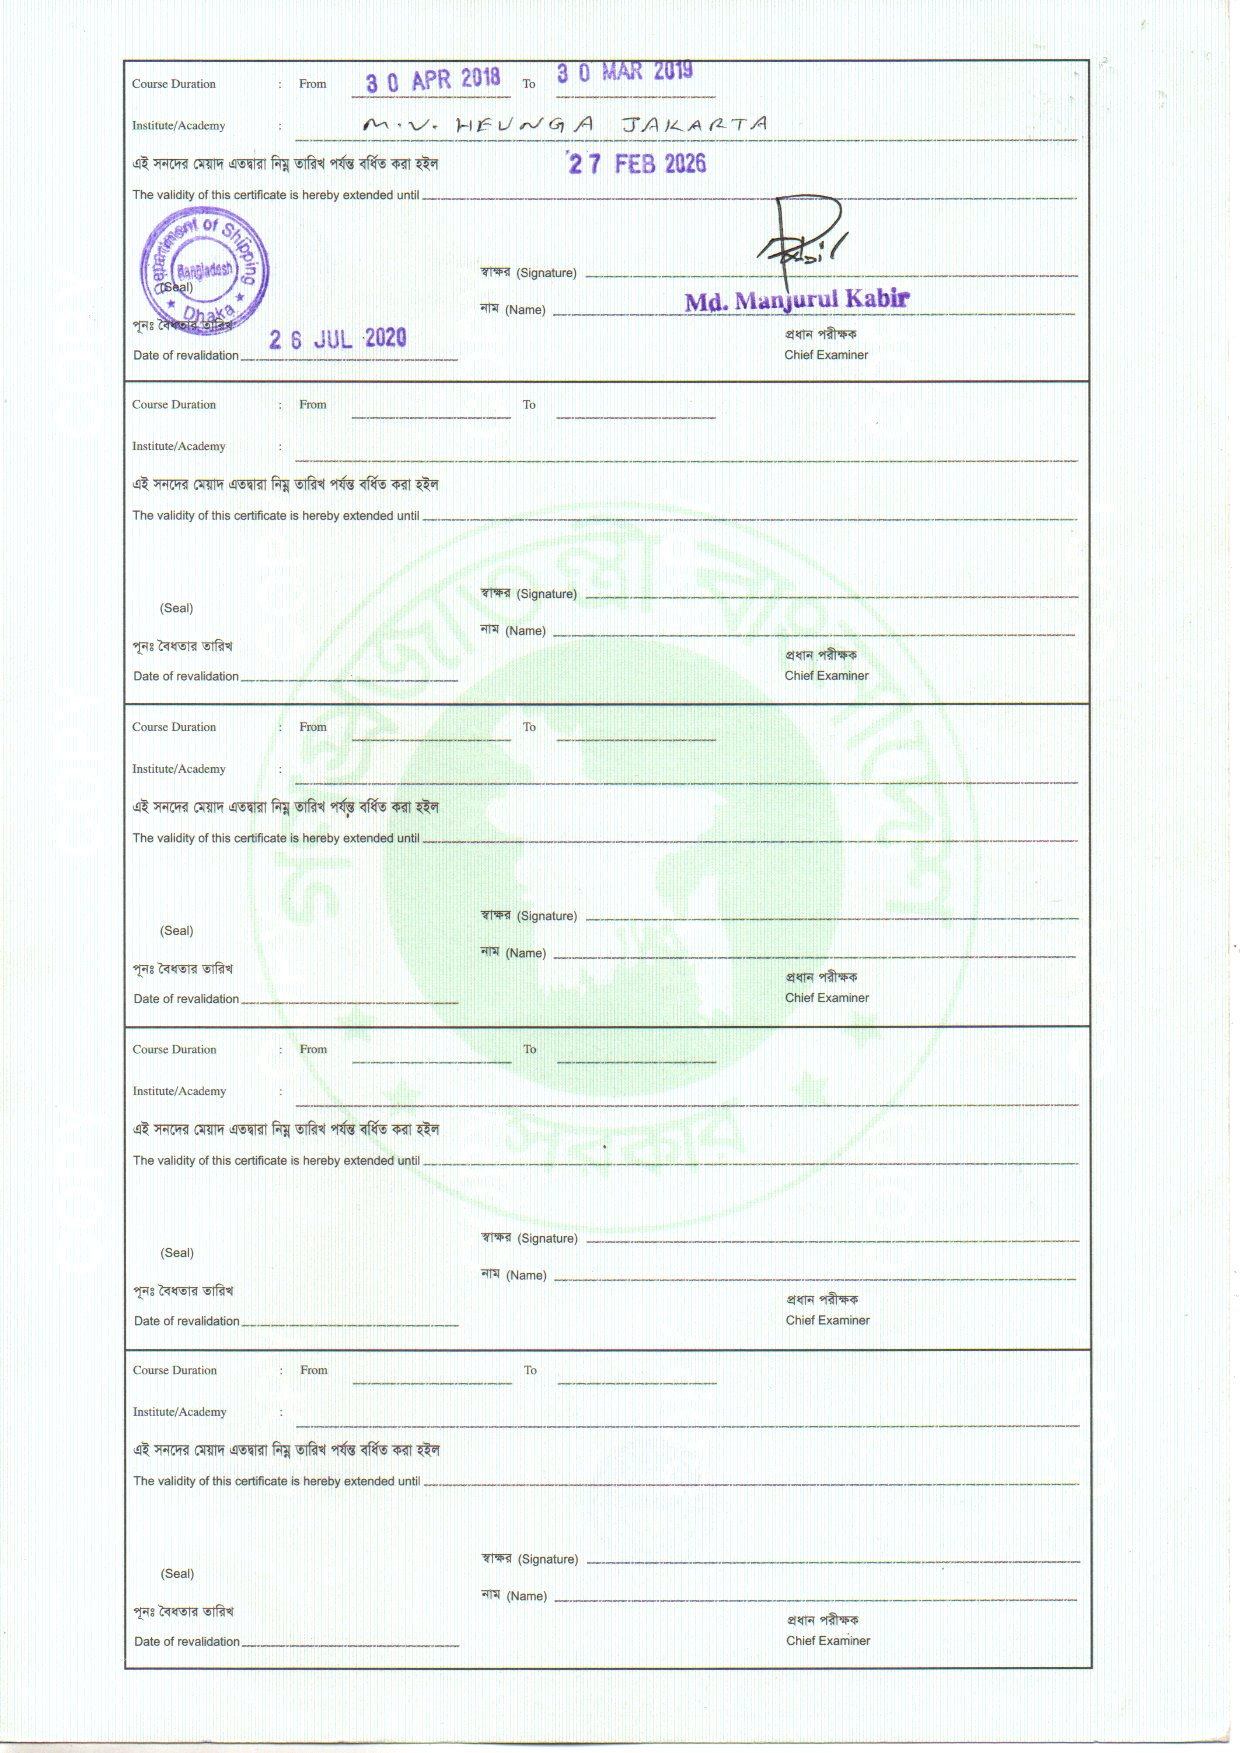 Course Duration : From 30 APR 2018 To 30 MAR 2019
Institute/Academy : M.V. HEUNGA JAKARTA
এই সনদের মেয়াদ এতদ্বারা নিম্ন তারিখ পর্যন্ত বর্ধিত করা হইল
27 FEB 2026
The validity of this certificate is hereby extended until
Department of Shipping
Bangladesh
Dhaka
(Seal)
স্বাক্ষর (Signature)
নাম (Name) Md. Manjurul Kabir
পূনঃ বৈধতার তারিখ
প্রধান পরীক্ষক
Date of revalidation 26 JUL 2020
Chief Examiner
Course Duration : From To
Institute/Academy :
এই সনদের মেয়াদ এতদ্বারা নিম্ন তারিখ পর্যন্ত বর্ধিত করা হইল
The validity of this certificate is hereby extended until
স্বাক্ষর (Signature)
(Seal)
নাম (Name)
পূনঃ বৈধতার তারিখ
প্রধান পরীক্ষক
Date of revalidation
Chief Examiner
গণপ্রজাতন্ত্রী বাংলাদেশ
Course Duration : From To
Institute/Academy :
এই সনদের মেয়াদ এতদ্বারা নিম্ন তারিখ পর্যন্ত বর্ধিত করা হইল
The validity of this certificate is hereby extended until
স্বাক্ষর (Signature)
(Seal)
নাম (Name)
পূনঃ বৈধতার তারিখ
প্রধান পরীক্ষক
Date of revalidation
Chief Examiner
Course Duration : From To
Institute/Academy :
এই সনদের মেয়াদ এতদ্বারা নিম্ন তারিখ পর্যন্ত বর্ধিত করা হইল
সরকার
The validity of this certificate is hereby extended until
স্বাক্ষর (Signature)
(Seal)
নাম (Name)
পূনঃ বৈধতার তারিখ
প্রধান পরীক্ষক
Date of revalidation
Chief Examiner
Course Duration : From To
Institute/Academy :
এই সনদের মেয়াদ এতদ্বারা নিম্ন তারিখ পর্যন্ত বর্ধিত করা হইল
The validity of this certificate is hereby extended until
স্বাক্ষর (Signature)
(Seal)
নাম (Name)
পূনঃ বৈধতার তারিখ
প্রধান পরীক্ষক
Date of revalidation
Chief Examiner